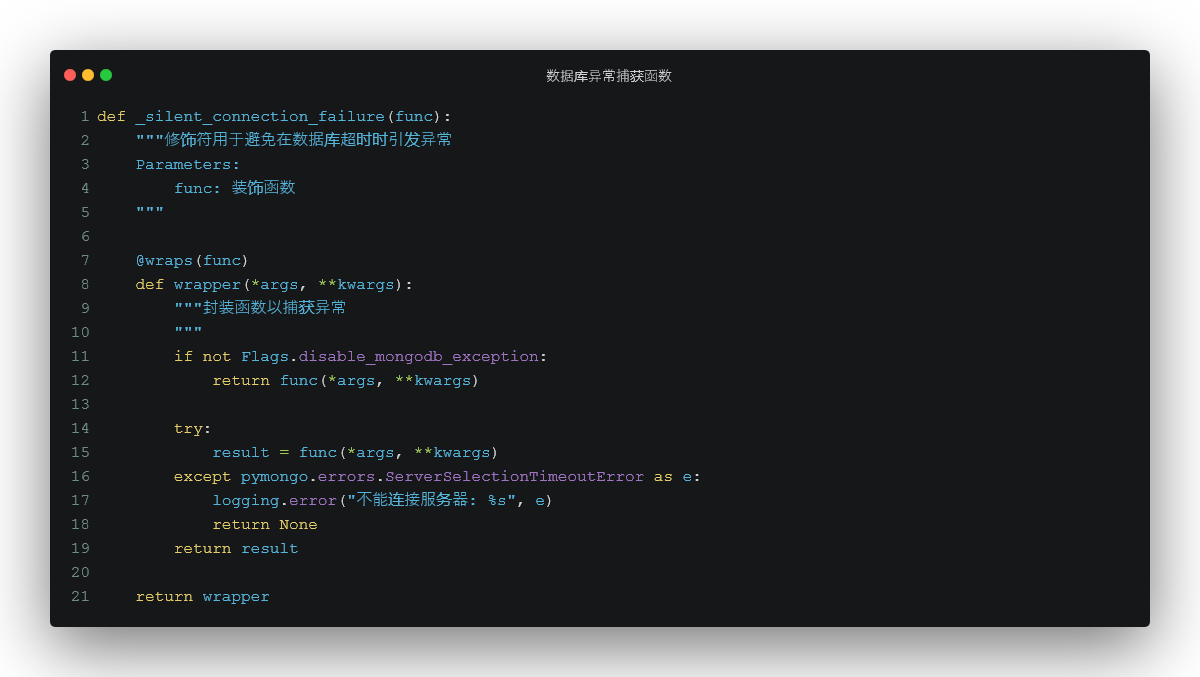 数据库异常捕获函数
1 def _silent_connection_failure(func):
2     """修饰符用于避免在数据库超时时引发异常
3     Parameters:
4         func: 装饰函数
5     """
6
7     @wraps(func)
8     def wrapper(*args, **kwargs):
9         """封装函数以捕获异常
10         """
11         if not Flags.disable_mongodb_exception:
12             return func(*args, **kwargs)
13
14         try:
15             result = func(*args, **kwargs)
16         except pymongo.errors.ServerSelectionTimeoutError as e:
17             logging.error("不能连接服务器: %s", e)
18             return None
19         return result
20
21     return wrapper